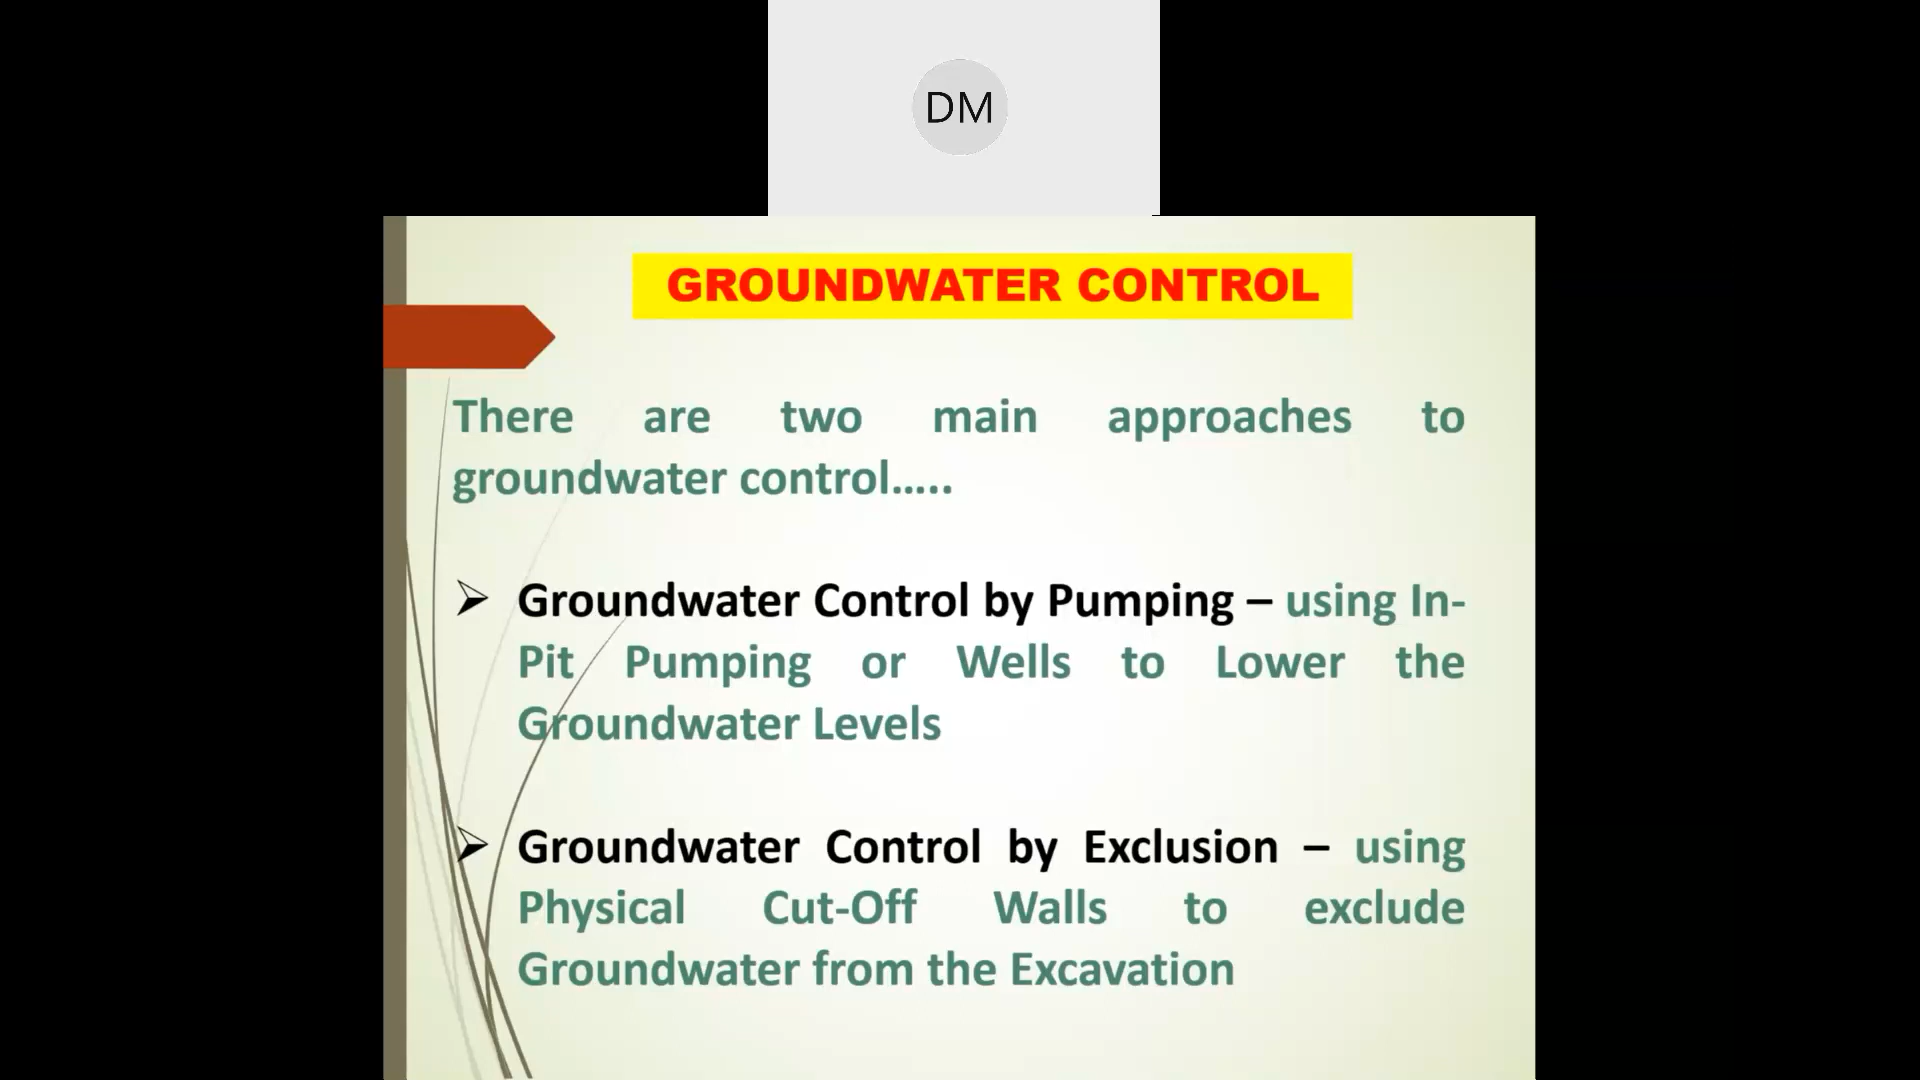 DM
GROUNDWATER CONTROL
There are two main approaches to
groundwater control.....
Groundwater Control by Pumping – using In-
Pit Pumping or Wells to Lower the
Groundwater Levels
Groundwater Control by Exclusion – using
Physical Cut-Off Walls to exclude
Groundwater from the Excavation